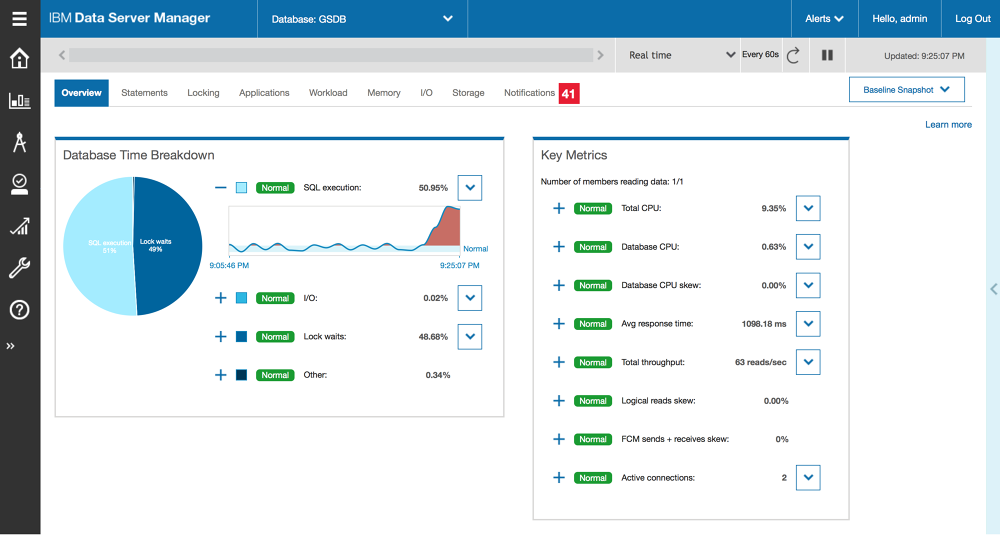 IBM Data Server Manager
Database: GSDB
Alerts
Hello, admin
Log Out
Real time
Every 60s
Updated: 9:25:07 PM
Overview
Statements
Locking
Applications
Workload
Memory
I/O
Storage
Notifications
41
Baseline Snapshot
Learn more
Database Time Breakdown
SQL execution
51%
Lock waits
49%
Normal SQL execution: 50.95%
Normal
9:05:46 PM
9:25:07 PM
Normal I/O: 0.02%
Normal Lock waits: 48.68%
Normal Other: 0.34%
Key Metrics
Number of members reading data: 1/1
Normal Total CPU: 9.35%
Normal Database CPU: 0.63%
Normal Database CPU skew: 0.00%
Normal Avg response time: 1098.18 ms
Normal Total throughput: 63 reads/sec
Normal Logical reads skew: 0.00%
Normal FCM sends + receives skew: 0%
Normal Active connections: 2